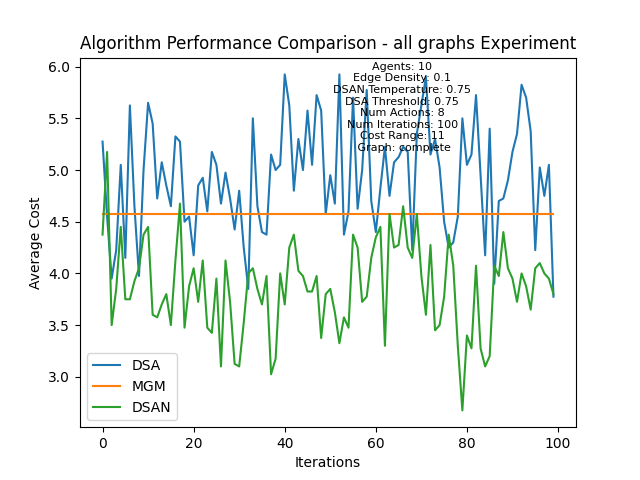 Algorithm Performance Comparison - all graphs Experiment
Agents: 10
Edge Density: 0.1
DSAN Temperature: 0.75
DSA Threshold: 0.75
Num Actions: 8
Num Iterations: 100
Cost Range: 11
Graph: complete
6.0
5.5
5.0
4.5
4.0
3.5
3.0
Average Cost
DSA
MGM
DSAN
0 20 40 60 80 100
Iterations